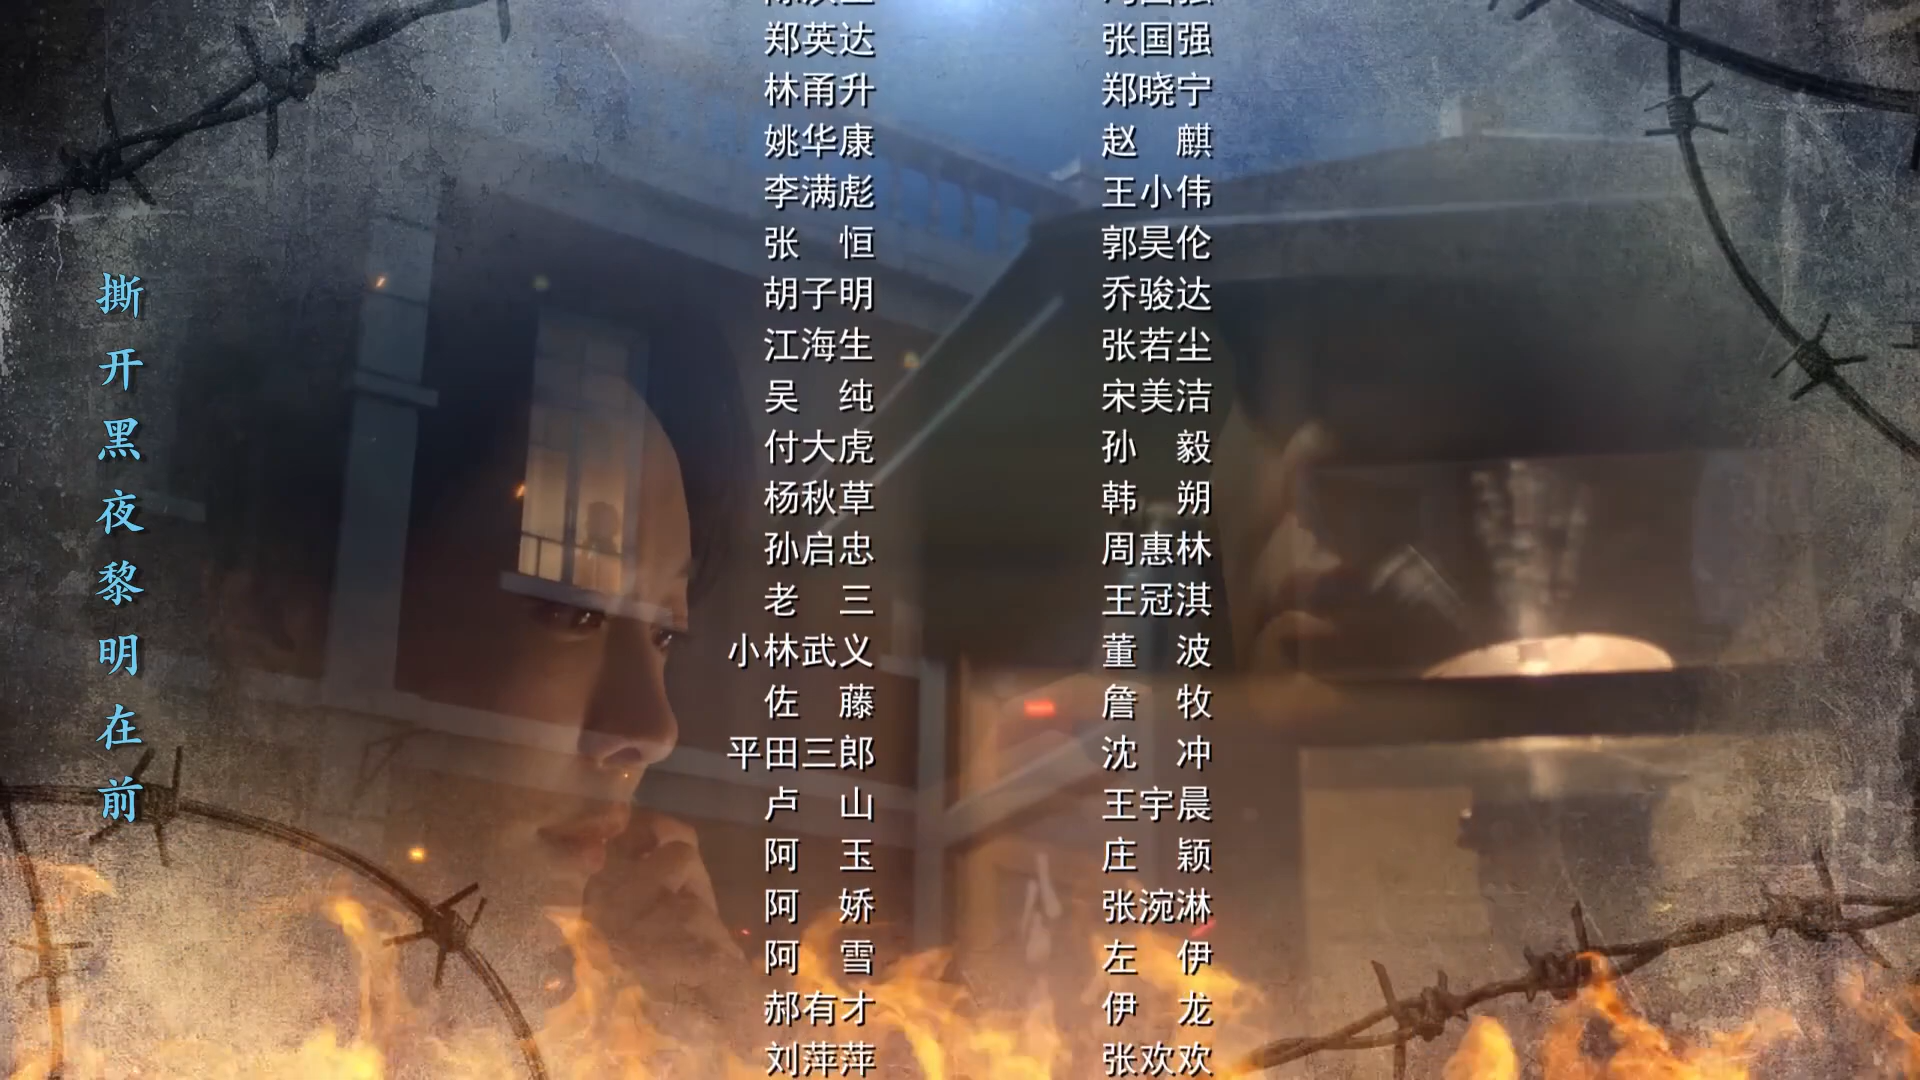 撕开黑夜黎明在前
郑英达 张国强
林甬升 郑晓宁
姚华康 赵麒
李满彪 王小伟
张恒 郭昊伦
胡子明 乔骏达
江海生 张若尘
吴纯 宋美洁
付大虎 孙毅
杨秋草 韩朔
孙启忠 周惠林
老三 王冠淇
小林武义 董波
佐藤 詹牧
平田三郎 沈冲
卢山 王宇晨
阿玉 庄颖
阿娇 张涴淋
阿雪 左伊
郝有才 伊龙
刘萍萍 张欢欢